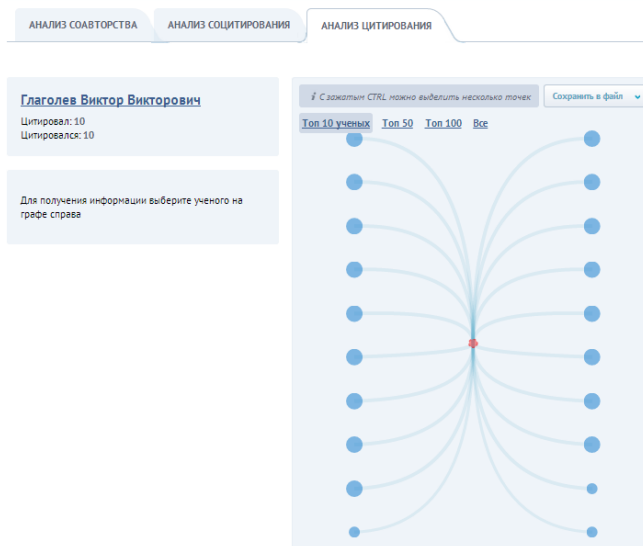 АНАЛИЗ СОАВТОРСТВА
АНАЛИЗ СОЦИТИРОВАНИЯ
АНАЛИЗ ЦИТИРОВАНИЯ
Глаголев Виктор Викторович
Цитировал: 10
Цитировался: 10
Для получения информации выберите ученого на
графе справа
i С зажатым CTRL можно выделить несколько точек
Сохранить в файл
Топ 10 ученых Топ 50 Топ 100 Все